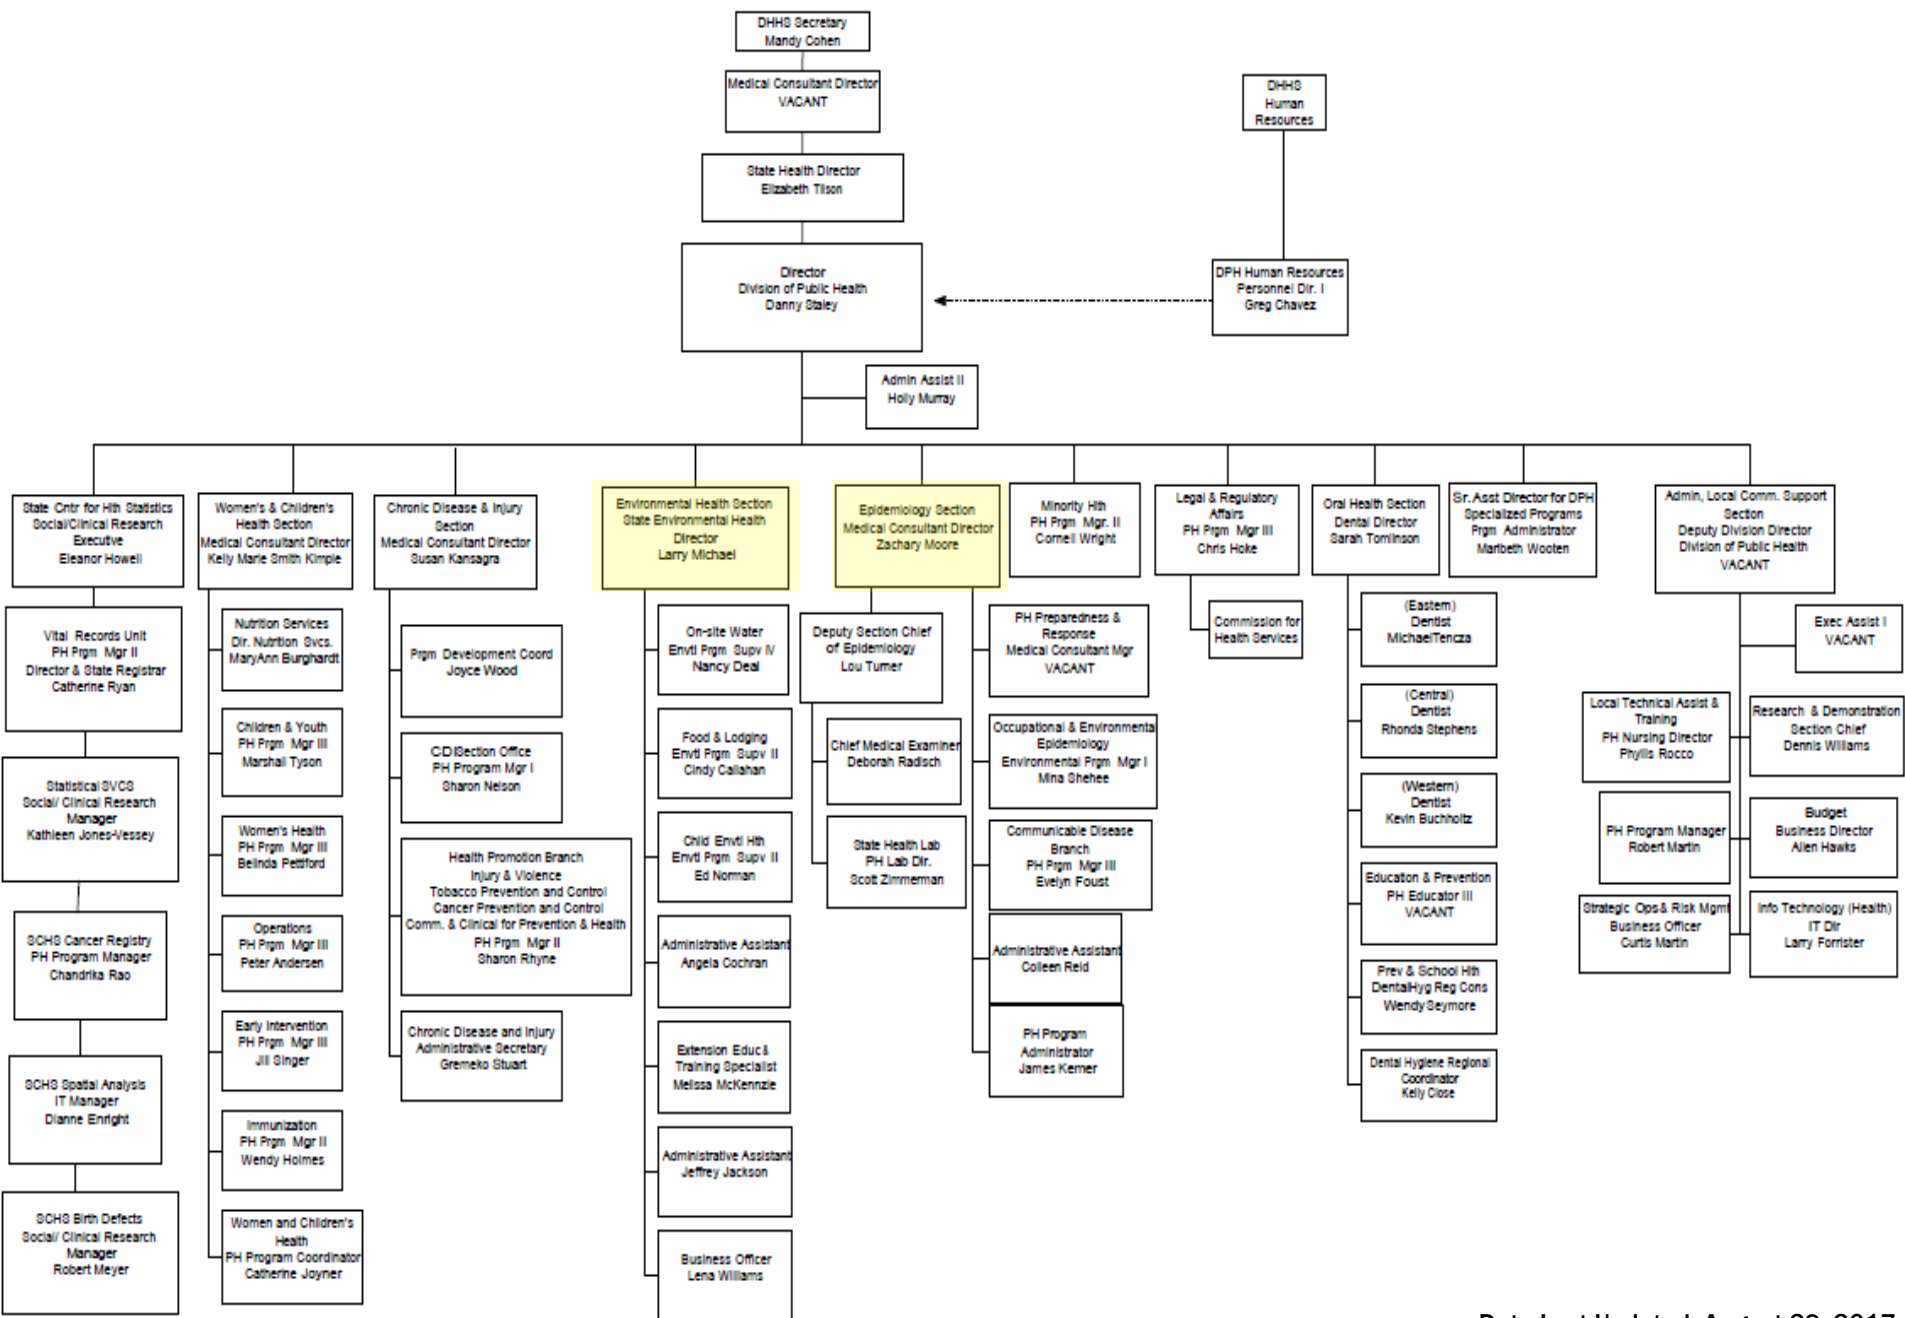 DHHS Secretary
Mandy Cohen
Medical Consultant Director
VACANT
State Health Director
Elizabeth Tilson
Director
Division of Public Health
Danny Staley
DHHS
Human
Resources
DPH Human Resources
Personnel Dir. I
Greg Chavez
Admin Assist II
Holly Murray
State Cntr for Hlth Statistics
Social/Clinical Research
Executive
Eleanor Howell
Vital Records Unit
PH Prgm Mgr II
Director & State Registrar
Catherine Ryan
Statistical SVCS
Social/ Clinical Research
Manager
Kathleen Jones-Vessey
SCHS Cancer Registry
PH Program Manager
Chandrika Rao
SCHS Spatial Analysis
IT Manager
Dianne Enright
SCHS Birth Defects
Social/ Clinical Research
Manager
Robert Meyer
Women's & Children's
Health Section
Medical Consultant Director
Kelly Marie Smith Kimple
Nutrition Services
Dir. Nutrition Svcs.
MaryAnn Burghardt
Children & Youth
PH Prgm Mgr III
Marshall Tyson
Women's Health
PH Prgm Mgr III
Belinda Pettiford
Operations
PH Prgm Mgr III
Peter Andersen
Early Intervention
PH Prgm Mgr III
Jill Singer
Immunization
PH Prgm Mgr II
Wendy Holmes
Women and Children's
Health
PH Program Coordinator
Catherine Joyner
Chronic Disease & Injury
Section
Medical Consultant Director
Susan Kansagra
Prgm Development Coord
Joyce Wood
CDI Section Office
PH Program Mgr I
Sharon Nelson
Health Promotion Branch
Injury & Violence
Tobacco Prevention and Control
Cancer Prevention and Control
Comm. & Clinical for Prevention & Health
PH Prgm Mgr II
Sharon Rhyne
Chronic Disease and Injury
Administrative Secretary
Gremeko Stuart
Environmental Health Section
State Environmental Health
Director
Larry Michael
On-site Water
Envtl Prgm Supv IV
Nancy Deal
Food & Lodging
Envtl Prgm Supv II
Cindy Callahan
Child Envtl Hth
Envtl Prgm Supv II
Ed Norman
Administrative Assistant
Angela Cochran
Extension Educ &
Training Specialist
Melissa McKennzie
Administrative Assistant
Jeffrey Jackson
Business Officer
Lena Williams
Epidemiology Section
Medical Consultant Director
Zachary Moore
Deputy Section Chief
of Epidemiology
Lou Turner
Chief Medical Examiner
Deborah Radisch
State Health Lab
PH Lab Dir.
Scott Zimmerman
PH Preparedness &
Response
Medical Consultant Mgr
VACANT
Occupational & Environmenta
Epidemiology
Environmental Prgm Mgr I
Mina Shehee
Communicable Disease
Branch
PH Prgm Mgr III
Evelyn Foust
Administrative Assistant
Colleen Reid
PH Program
Administrator
James Kerner
Minority Hlth
PH Prgm Mgr. II
Cornell Wright
Legal & Regulatory
Affairs
PH Prgm Mgr III
Chris Hoke
Commission for
Health Services
Oral Health Section
Dental Director
Sarah Tomlinson
(Eastern)
Dentist
MichaelTencza
(Central)
Dentist
Rhonda Stephens
(Western)
Dentist
Kevin Buchholtz
Education & Prevention
PH Educator III
VACANT
Prev & School Hlth
DentalHyg Reg Cons
Wendy Seymore
Dental Hygiene Regional
Coordinator
Kelly Close
Sr. Asst Director for DPH
Specialized Programs
Prgm Administrator
Maribeth Wooten
Admin, Local Comm. Support
Section
Deputy Division Director
Division of Public Health
VACANT
Exec Assist I
VACANT
Local Technical Assist &
Training
PH Nursing Director
Phyllis Rocco
Research & Demonstration
Section Chief
Dennis Williams
PH Program Manager
Robert Martin
Budget
Business Director
Allen Hawks
Strategic Ops & Risk Mgmt
Business Officer
Curtis Martin
Info Technology (Health)
IT Dir
Larry Forrister